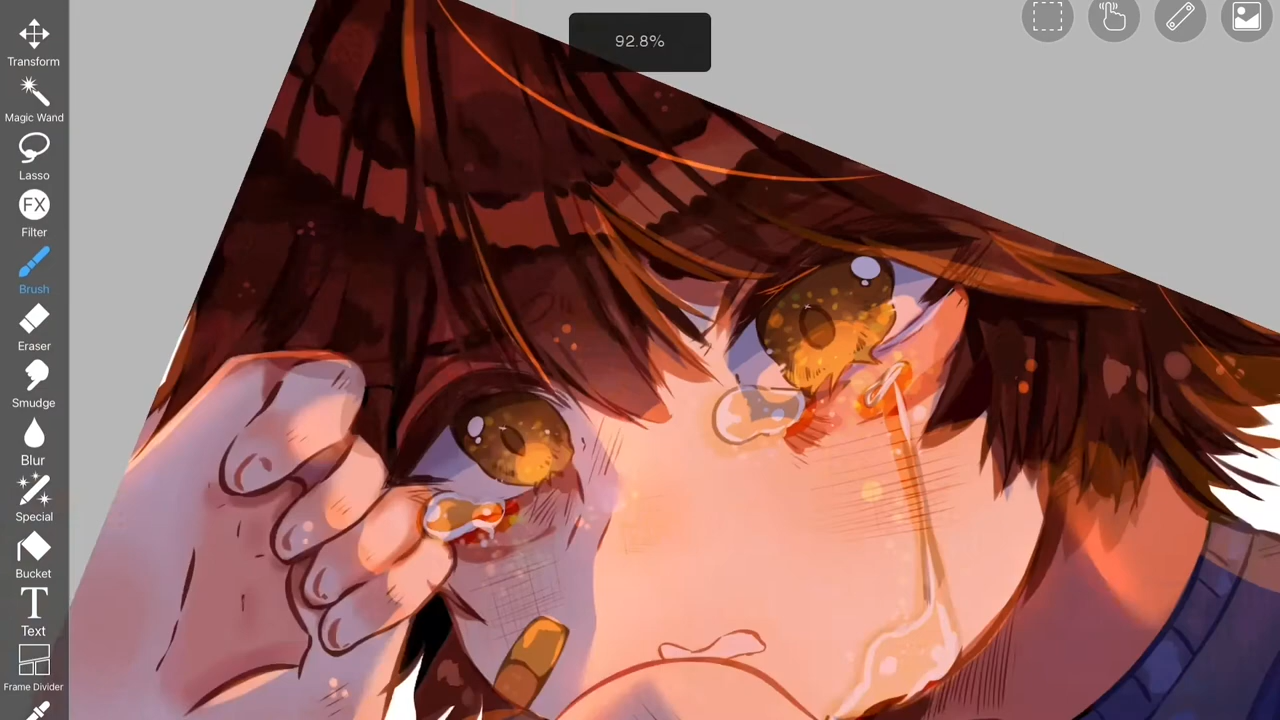 92.8%
Transform
Magic Wand
Lasso
FX
Filter
Brush
Eraser
Smudge
Blur
Special
Bucket
T
Text
Frame Divider